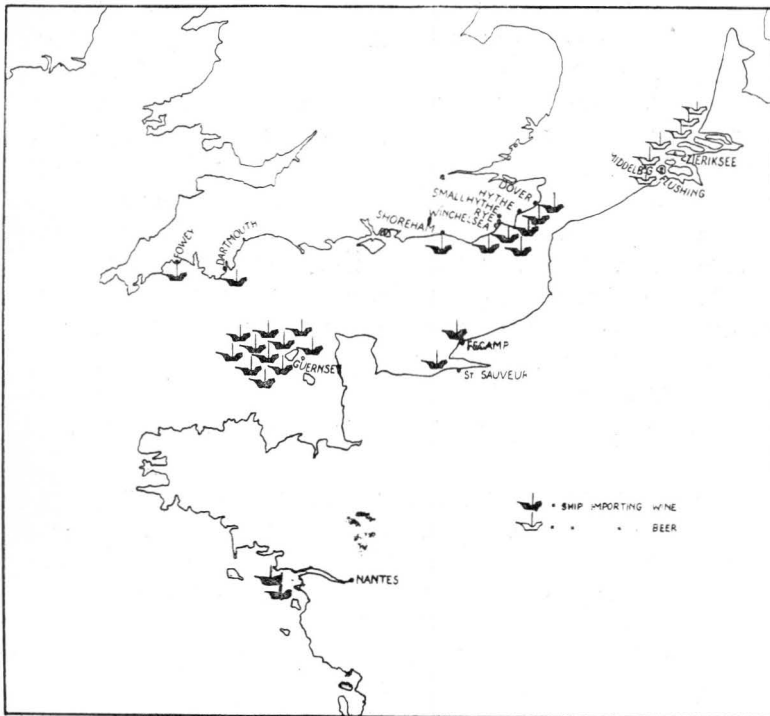 ZIERIKSEE
MIDDELBG
FLUSHING
DOVER
HYTHE
SMALLHYTHE
RYE
WINCHELSEA
SHOREHAM
FOWEY
DARTMOUTH
FECAMP
GUERNSEY
ST SAUVEUR
• SHIP IMPORTING WINE
• • • BEER
NANTES